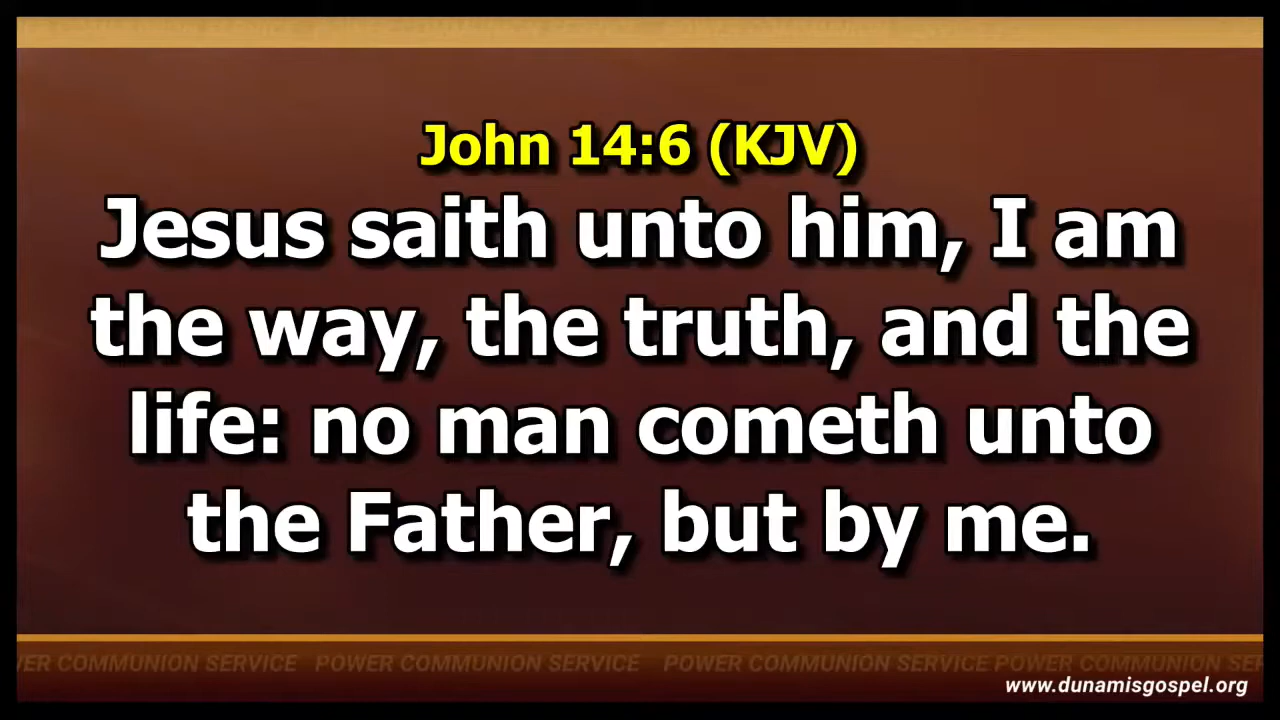 John 14:6 (KJV)
Jesus saith unto him, I am
the way, the truth, and the
life: no man cometh unto
the Father, but by me.
WER COMMUNION SERVICE POWER COMMUNION SERVICE POWER COMMUNION SERVICE POWER COMMUNION SER
www.dunamisgospel.org